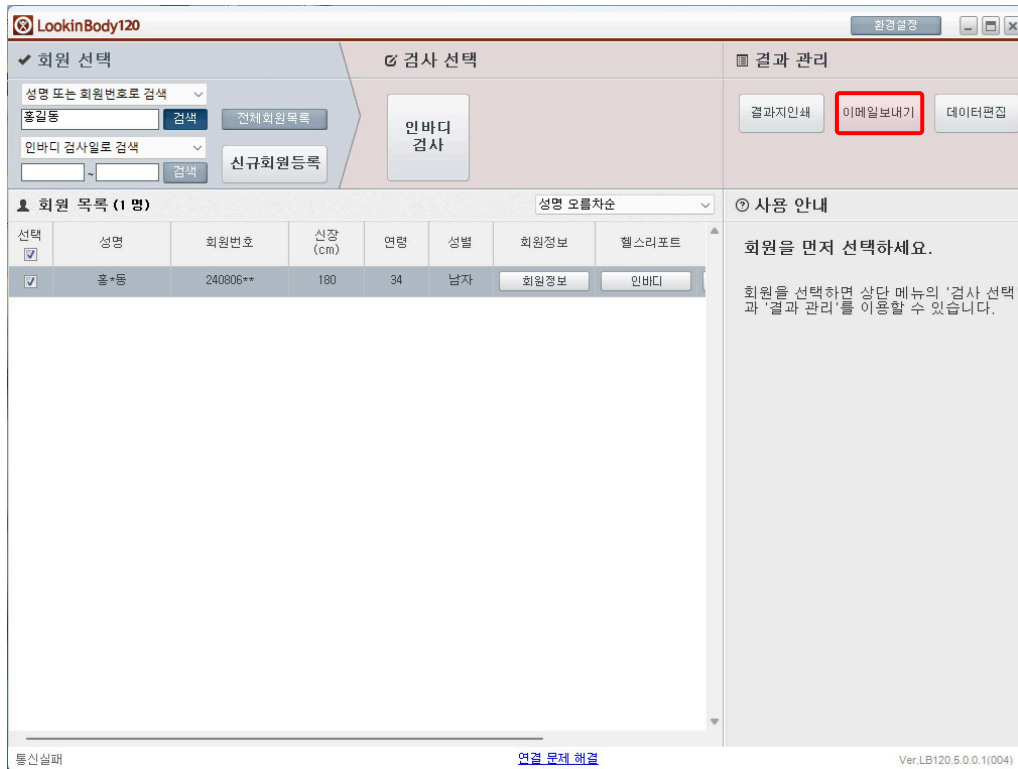 LookinBody120
환경설정
회원 선택
검사 선택
결과 관리
성명 또는 회원번호로 검색
홍길동
검색
전체회원목록
인바디 검사일로 검색
~
검색
신규회원등록
인바디
검사
결과지인쇄
이메일보내기
데이터편집
회원 목록 (1 명)
성명 오름차순
사용 안내
선택
성명
회원번호
신장
(cm)
연령
성별
회원정보
헬스리포트
홍*동
240806**
180
34
남자
회원정보
인바디
회원을 먼저 선택하세요.
회원을 선택하면 상단 메뉴의 '검사 선택
과 '결과 관리'를 이용할 수 있습니다.
통신실패
연결 문제 해결
Ver.LB120.5.0.0.1(004)